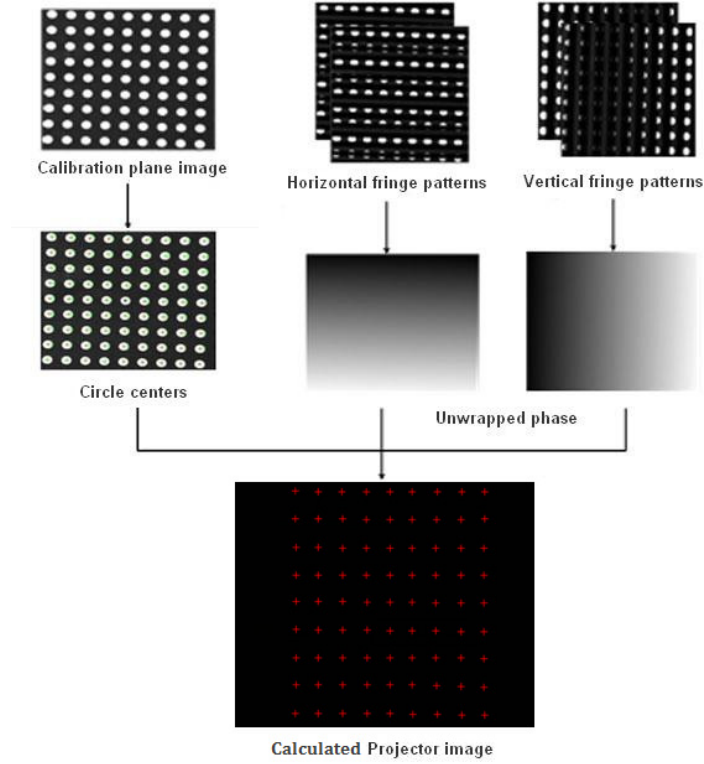 Calibration plane image
Horizontal fringe patterns
Vertical fringe patterns
Circle centers
Unwrapped phase
Calculated Projector image